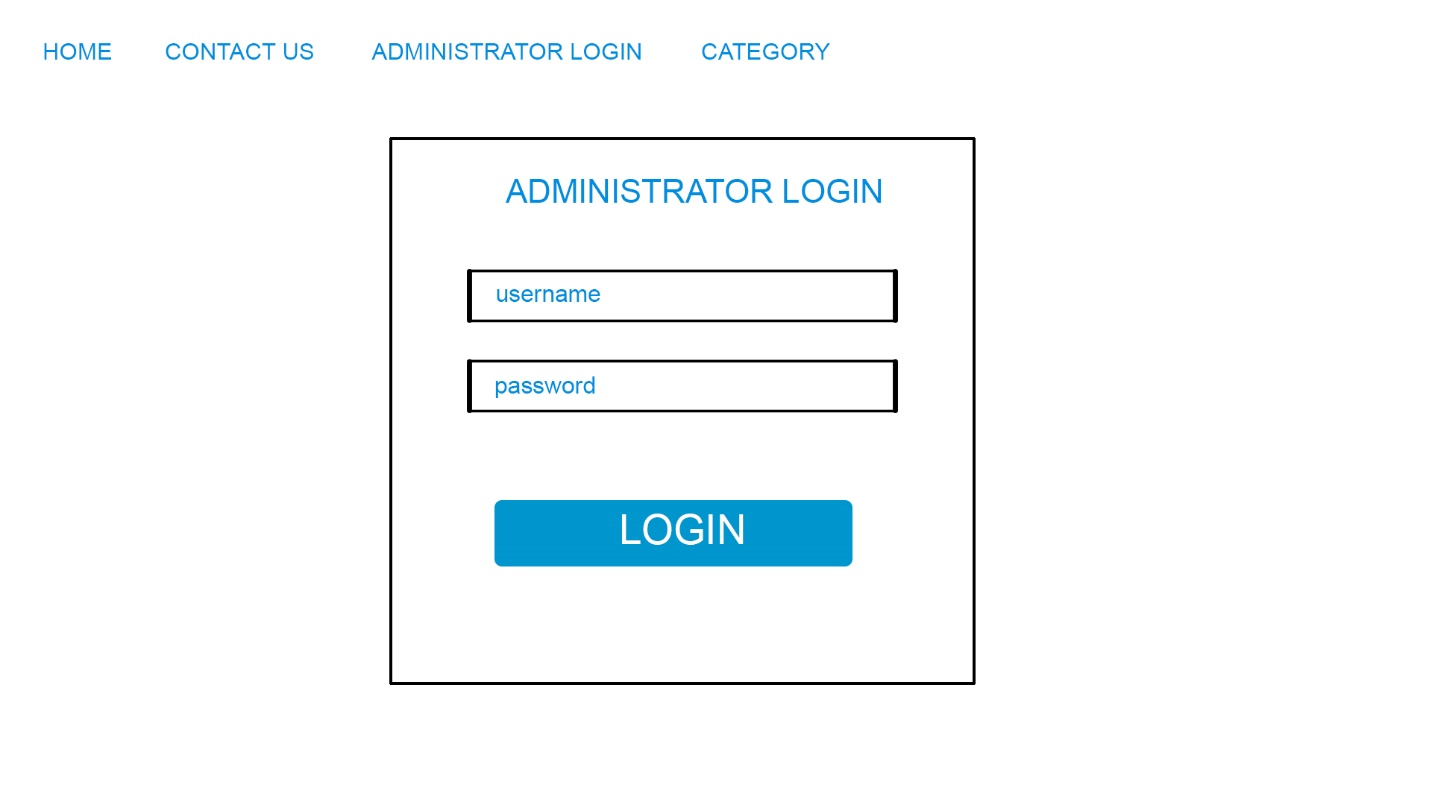 HOME CONTACT US ADMINISTRATOR LOGIN CATEGORY
ADMINISTRATOR LOGIN
username
password
LOGIN